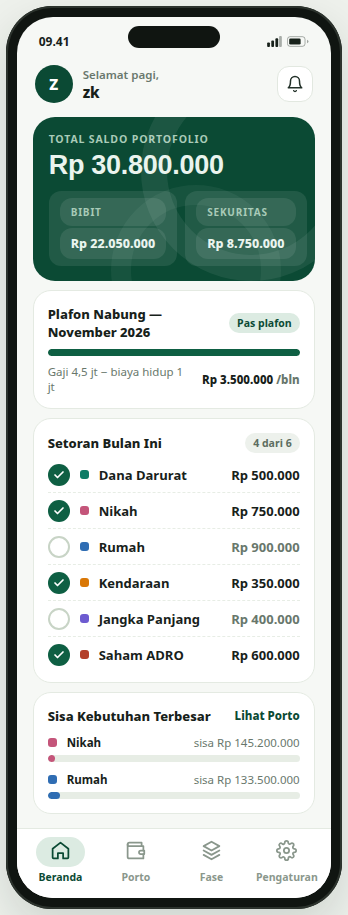 09.41
Z
Selamat pagi,
zk
TOTAL SALDO PORTOFOLIO
Rp 30.800.000
BIBIT
SEKURITAS
Rp 22.050.000
Rp 8.750.000
Plafon Nabung —
November 2026
Pas plafon
Gaji 4,5 jt − biaya hidup 1
jt
Rp 3.500.000 /bln
Setoran Bulan Ini
4 dari 6
Dana Darurat Rp 500.000
Nikah Rp 750.000
Rumah Rp 900.000
Kendaraan Rp 350.000
Jangka Panjang Rp 400.000
Saham ADRO Rp 600.000
Sisa Kebutuhan Terbesar Lihat Porto
Nikah sisa Rp 145.200.000
Rumah sisa Rp 133.500.000
Beranda Porto Fase Pengaturan